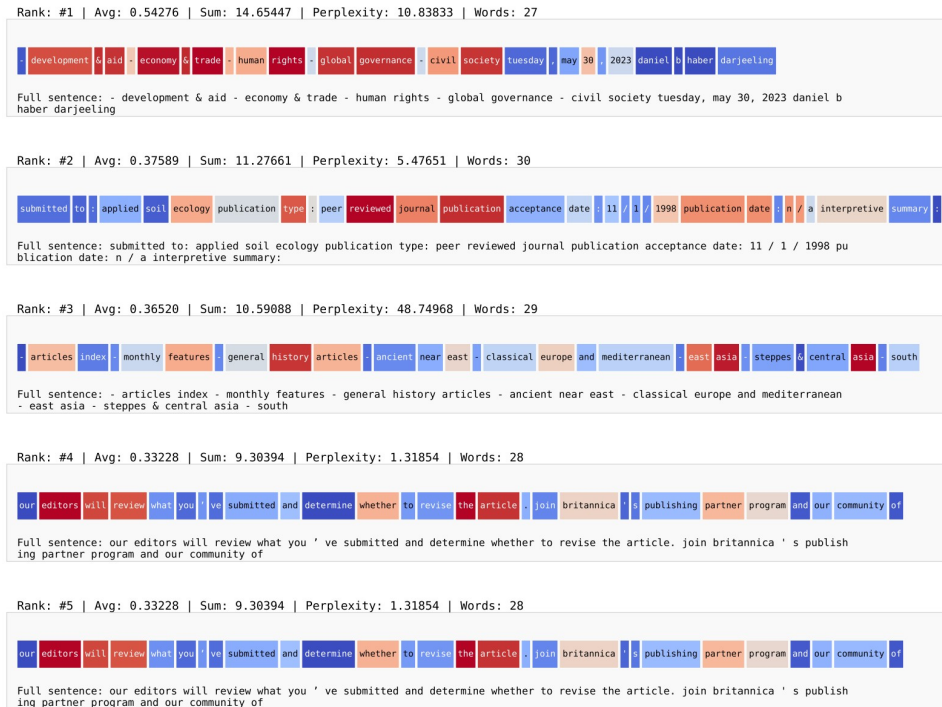 Rank: #1 | Avg: 0.54276 | Sum: 14.65447 | Perplexity: 10.83833 | Words: 27
- development & aid - economy & trade - human rights - global governance - civil society tuesday , may 30 , 2023 daniel b haber darjeeling
Full sentence: - development & aid - economy & trade - human rights - global governance - civil society tuesday, may 30, 2023 daniel b
haber darjeeling
Rank: #2 | Avg: 0.37589 | Sum: 11.27661 | Perplexity: 5.47651 | Words: 30
submitted to : applied soil ecology publication type : peer reviewed journal publication acceptance date : 11 / 1 / 1998 publication date : n / a interpretive summary :
Full sentence: submitted to: applied soil ecology publication type: peer reviewed journal publication acceptance date: 11 / 1 / 1998 pu
blication date: n / a interpretive summary:
Rank: #3 | Avg: 0.36520 | Sum: 10.59088 | Perplexity: 48.74968 | Words: 29
- articles index - monthly features - general history articles - ancient near east - classical europe and mediterranean - east asia - steppes & central asia - south
Full sentence: - articles index - monthly features - general history articles - ancient near east - classical europe and mediterranean
- east asia - steppes & central asia - south
Rank: #4 | Avg: 0.33228 | Sum: 9.30394 | Perplexity: 1.31854 | Words: 28
our editors will review what you ’ ve submitted and determine whether to revise the article . join britannica ' s publishing partner program and our community of
Full sentence: our editors will review what you ’ ve submitted and determine whether to revise the article. join britannica ' s publish
ing partner program and our community of
Rank: #5 | Avg: 0.33228 | Sum: 9.30394 | Perplexity: 1.31854 | Words: 28
our editors will review what you ’ ve submitted and determine whether to revise the article . join britannica ' s publishing partner program and our community of
Full sentence: our editors will review what you ’ ve submitted and determine whether to revise the article. join britannica ' s publish
ing partner program and our community of